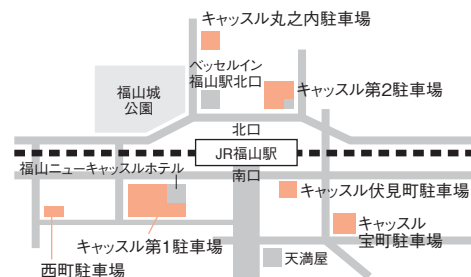 キャッスル丸之内駐車場
ベッセルイン
福山駅北口
福山城
公園
キャッスル第2駐車場
北口
JR福山駅
福山ニューキャッスルホテル
南口
キャッスル伏見町駐車場
キャッスル
宝町駐車場
キャッスル第1駐車場
西町駐車場
天満屋